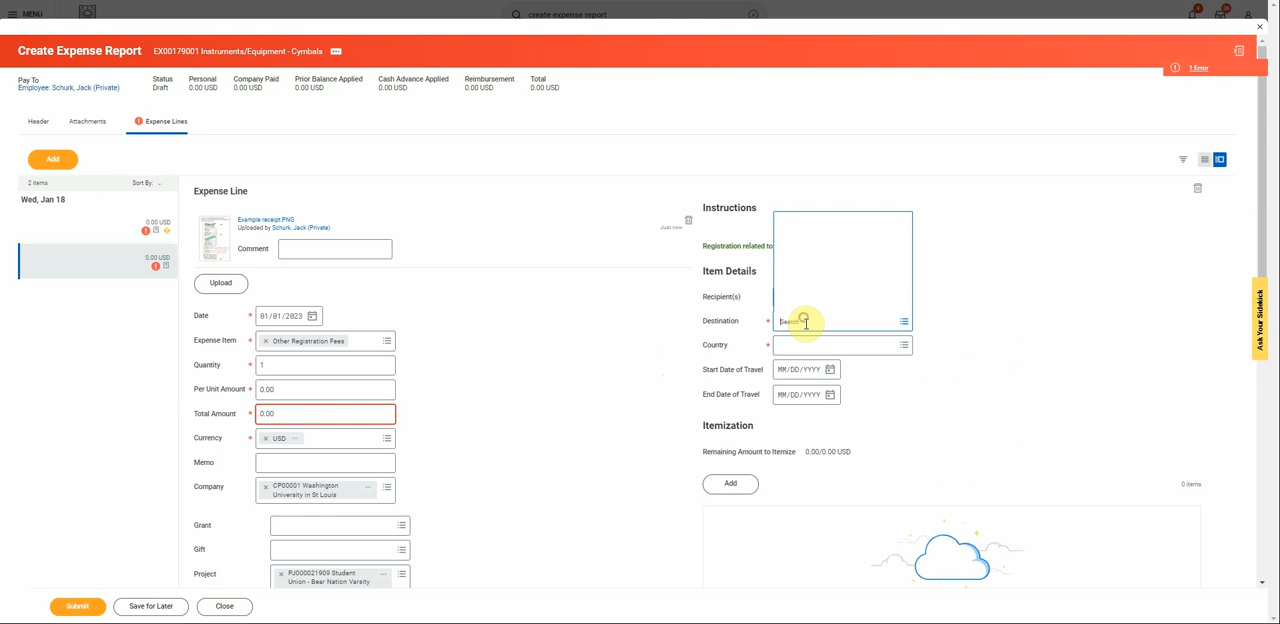 MENU
create expense report
Create Expense Report EX00179001 Instruments/Equipment - Cymbals
1 Error
Pay To
Employee: Schurk, Jack (Private)
Status
Draft
Personal
0.00 USD
Company Paid
0.00 USD
Prior Balance Applied
0.00 USD
Cash Advance Applied
0.00 USD
Reimbursement
0.00 USD
Total
0.00 USD
Header
Attachments
Expense Lines
Add
2 items
Sort By:
Wed, Jan 18
0.00 USD
0.00 USD
Expense Line
Example receipt.PNG
Uploaded by Schurk, Jack (Private)
Just now
Comment
Upload
Date * 01/01/2023
Expense Item * × Other Registration Fees
Quantity * 1
Per Unit Amount * 0.00
Total Amount * 0.00
Currency * × USD
Memo
Company × CP00001 Washington
University in St Louis
Grant
Gift
Project × PJ000021909 Student
Union - Bear Nation Varsity
Instructions
Registration related to
Item Details
Recipient(s)
Destination * Search
Country *
Start Date of Travel MM/DD/YYYY
End Date of Travel MM/DD/YYYY
Itemization
Remaining Amount to Itemize 0.00/0.00 USD
Add
0 items
Ask Your Sidekick
Submit
Save for Later
Close